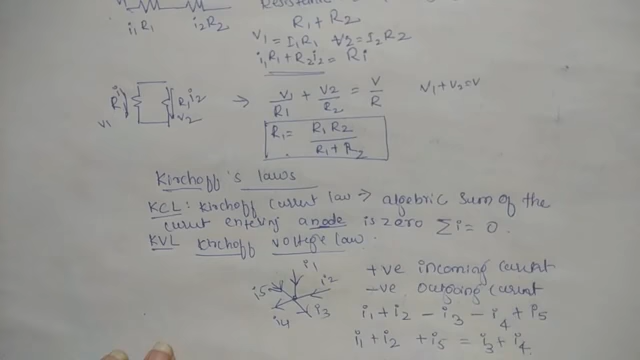 Resistance
i1R1 i2R2
R1 + R2
V1 = I1R1 V2 = I2R2
i1R1 + R2i2 = Ri
R i R1 i2 → V1/R1 + V2/R2 = V/R V1 + V2 = V
V1 V2
R1 = R1 R2 / R1 + R2
Kirchoff's laws
KCL: Kirchoff current law → algebric sum of the
curent entering a node is zero Σi = 0.
KVL Kirchoff voltage law.
i1 i2 i3 i4 i5
+ve incoming current
-ve outgoing current
i1 + i2 - i3 - i4 + i5
i1 + i2 + i5 = i3 + i4